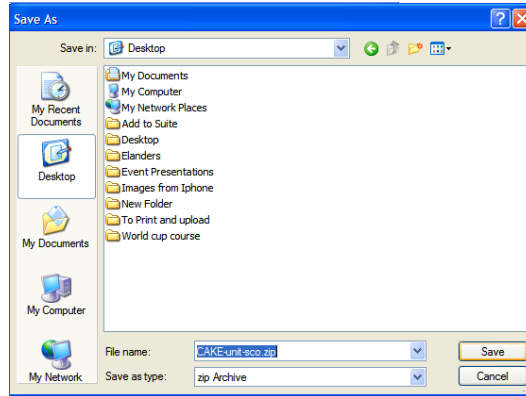 Save As
Save in:
Desktop
My Recent
Documents
Desktop
My Documents
My Computer
My Network
My Documents
My Computer
My Network Places
Add to Suite
Desktop
Elanders
Event Presentations
Images from Iphone
New Folder
To Print and upload
World cup course
File name:
CAKE-unit-sco.zip
Save
Save as type:
zip Archive
Cancel